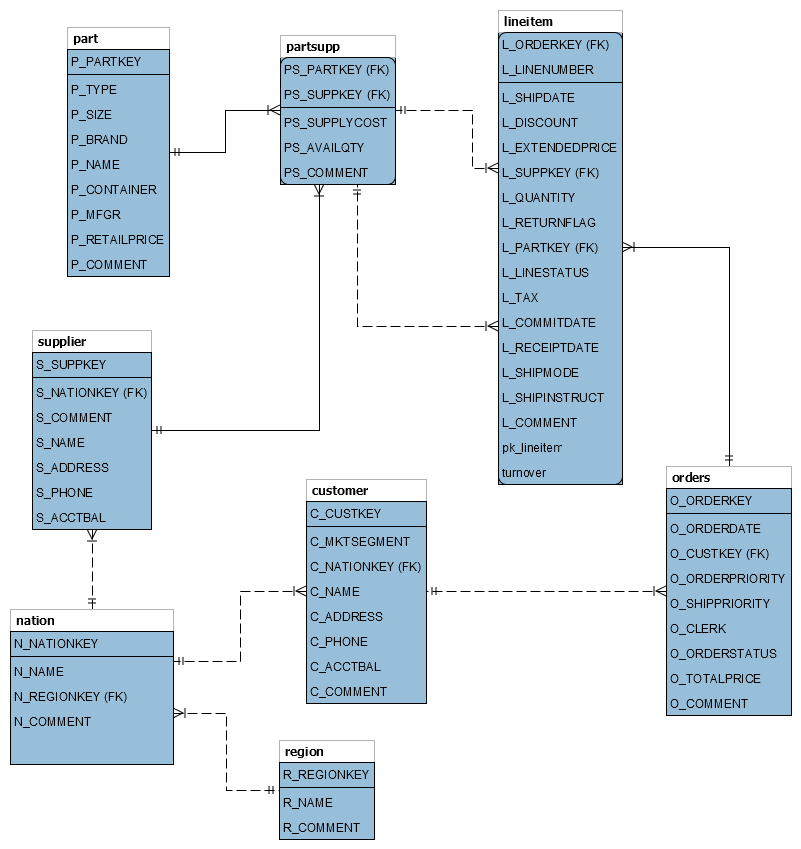 part
P_PARTKEY
P_TYPE
P_SIZE
P_BRAND
P_NAME
P_CONTAINER
P_MFGR
P_RETAILPRICE
P_COMMENT
partsupp
PS_PARTKEY (FK)
PS_SUPPKEY (FK)
PS_SUPPLYCOST
PS_AVAILQTY
PS_COMMENT
lineitem
L_ORDERKEY (FK)
L_LINENUMBER
L_SHIPDATE
L_DISCOUNT
L_EXTENDEDPRICE
L_SUPPKEY (FK)
L_QUANTITY
L_RETURNFLAG
L_PARTKEY (FK)
L_LINESTATUS
L_TAX
L_COMMITDATE
L_RECEIPTDATE
L_SHIPMODE
L_SHIPINSTRUCT
L_COMMENT
pk_lineitem
turnover
supplier
S_SUPPKEY
S_NATIONKEY (FK)
S_COMMENT
S_NAME
S_ADDRESS
S_PHONE
S_ACCTBAL
customer
C_CUSTKEY
C_MKTSEGMENT
C_NATIONKEY (FK)
C_NAME
C_ADDRESS
C_PHONE
C_ACCTBAL
C_COMMENT
orders
O_ORDERKEY
O_ORDERDATE
O_CUSTKEY (FK)
O_ORDERPRIORITY
O_SHIPPRIORITY
O_CLERK
O_ORDERSTATUS
O_TOTALPRICE
O_COMMENT
nation
N_NATIONKEY
N_NAME
N_REGIONKEY (FK)
N_COMMENT
region
R_REGIONKEY
R_NAME
R_COMMENT